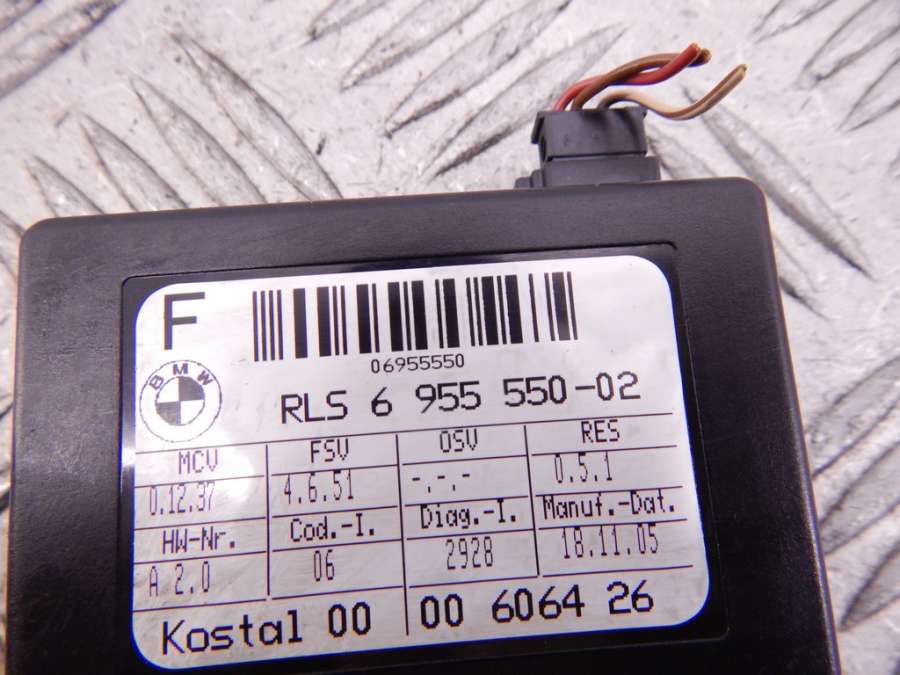 F
06955550
BMW
RLS 6 955 550-02
MCV FSV OSV RES
0.12.37 4.6.51 -.-.- 0.5.1
HW-Nr. Cod.-I. Diag.-I. Manuf.-Dat.
A 2.0 06 2928 18.11.05
Kostal 00 00 6064 26